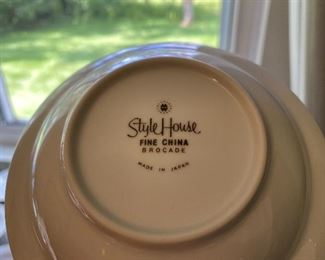 Style House
FINE CHINA
BROCADE
MADE IN JAPAN